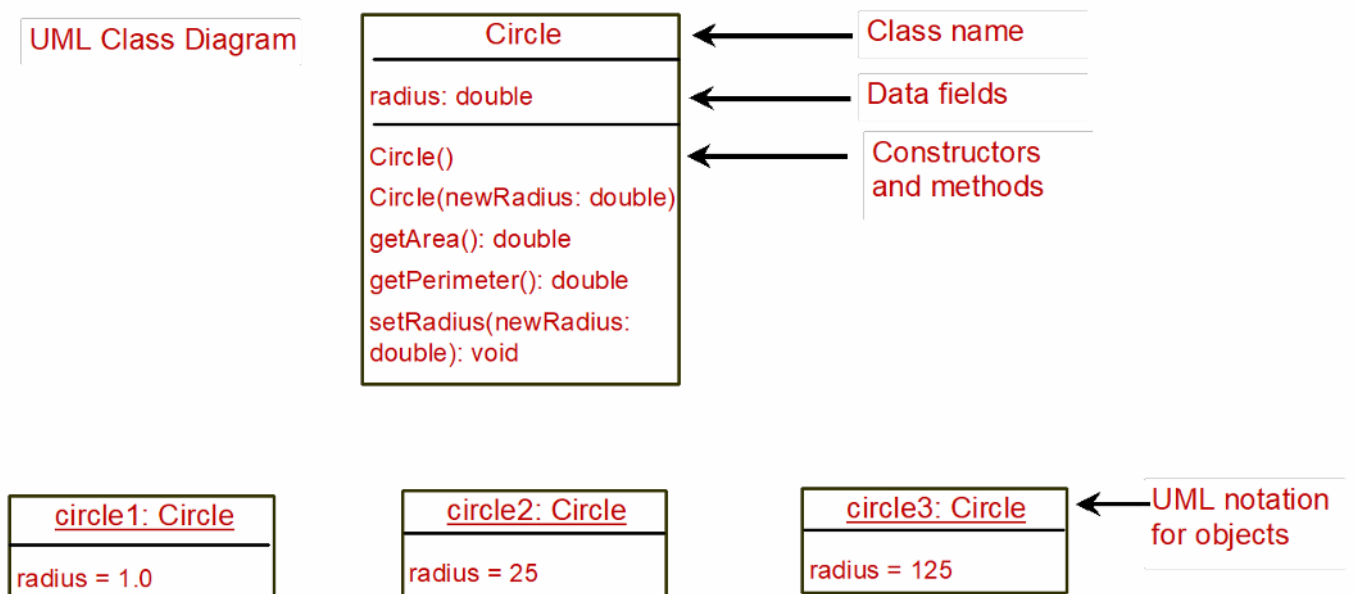 UML Class Diagram
Circle
Class name
radius: double
Data fields
Circle()
Constructors
and methods
Circle(newRadius: double)
getArea(): double
getPerimeter(): double
setRadius(newRadius:
double): void
circle1: Circle
radius = 1.0
circle2: Circle
radius = 25
circle3: Circle
radius = 125
UML notation
for objects